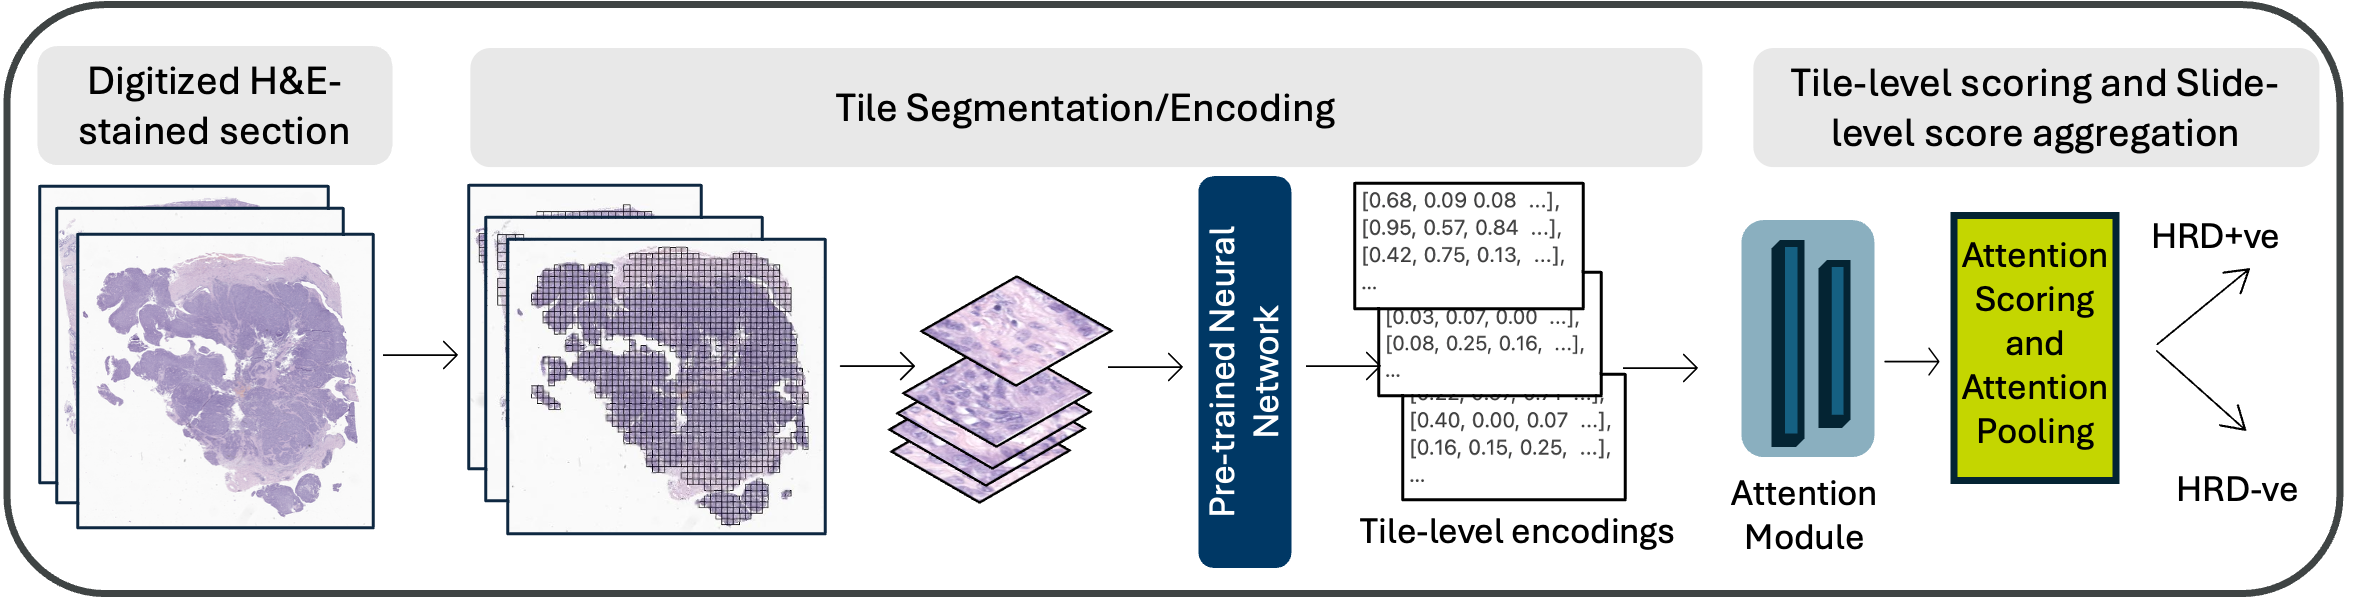 Digitized H&E-
stained section
Tile Segmentation/Encoding
Tile-level scoring and Slide-
level score aggregation
Pre-trained Neural
Network
[0.68, 0.09 0.08 ...],
[0.95, 0.57, 0.84 ...],
[0.42, 0.75, 0.13, ...],
...
[0.03, 0.07, 0.00 ...],
[0.08, 0.25, 0.16, ...],
...
[0.40, 0.00, 0.07 ...],
[0.16, 0.15, 0.25, ...],
...
Tile-level encodings
Attention
Module
Attention
Scoring
and
Attention
Pooling
HRD+ve
HRD-ve